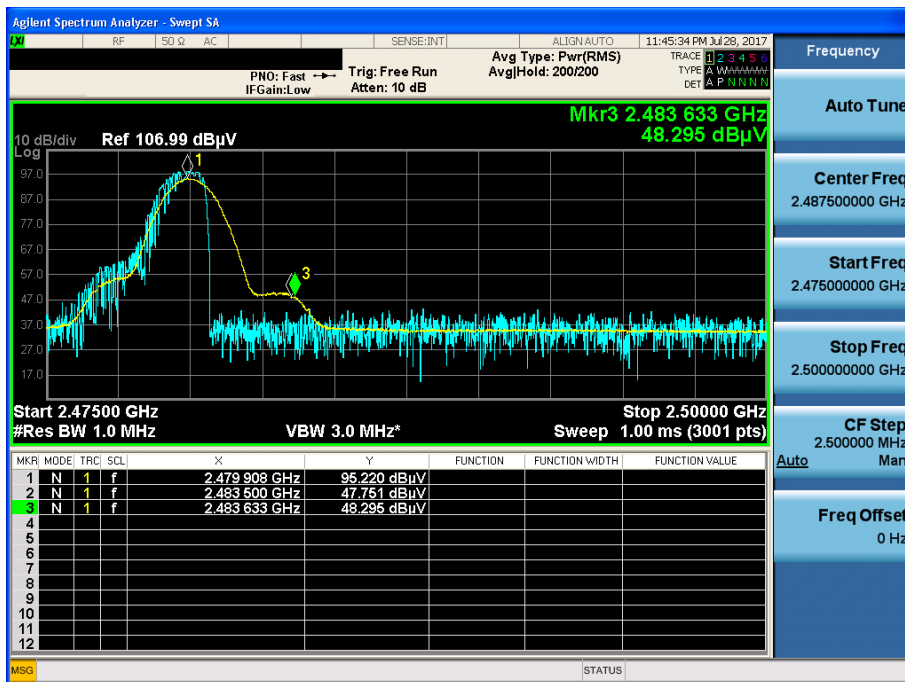 Agilent Spectrum Analyzer - Swept SA
LXI RF 50 Ω AC SENSE:INT ALIGN AUTO 11:45:34 PM Jul 28, 2017
PNO: Fast
IFGain:Low
Trig: Free Run
Atten: 10 dB
Avg Type: Pwr(RMS)
Avg|Hold: 200/200
TRACE 1 2 3 4 5 6
TYPE A W W W W W
DET A P N N N N
Mkr3 2.483 633 GHz
48.295 dBµV
10 dB/div Ref 106.99 dBµV
Log
97.0
87.0
77.0
67.0
57.0
47.0
37.0
27.0
17.0
1
3
Start 2.47500 GHz Stop 2.50000 GHz
#Res BW 1.0 MHz VBW 3.0 MHz* Sweep 1.00 ms (3001 pts)
MKR MODE TRC SCL X Y FUNCTION FUNCTION WIDTH FUNCTION VALUE
1 N 1 f 2.479 908 GHz 95.220 dBµV
2 N 1 f 2.483 500 GHz 47.751 dBµV
3 N 1 f 2.483 633 GHz 48.295 dBµV
4
5
6
7
8
9
10
11
12
MSG STATUS
Frequency
Auto Tune
Center Freq
2.487500000 GHz
Start Freq
2.475000000 GHz
Stop Freq
2.500000000 GHz
CF Step
2.500000 MHz
Auto Man
Freq Offset
0 Hz